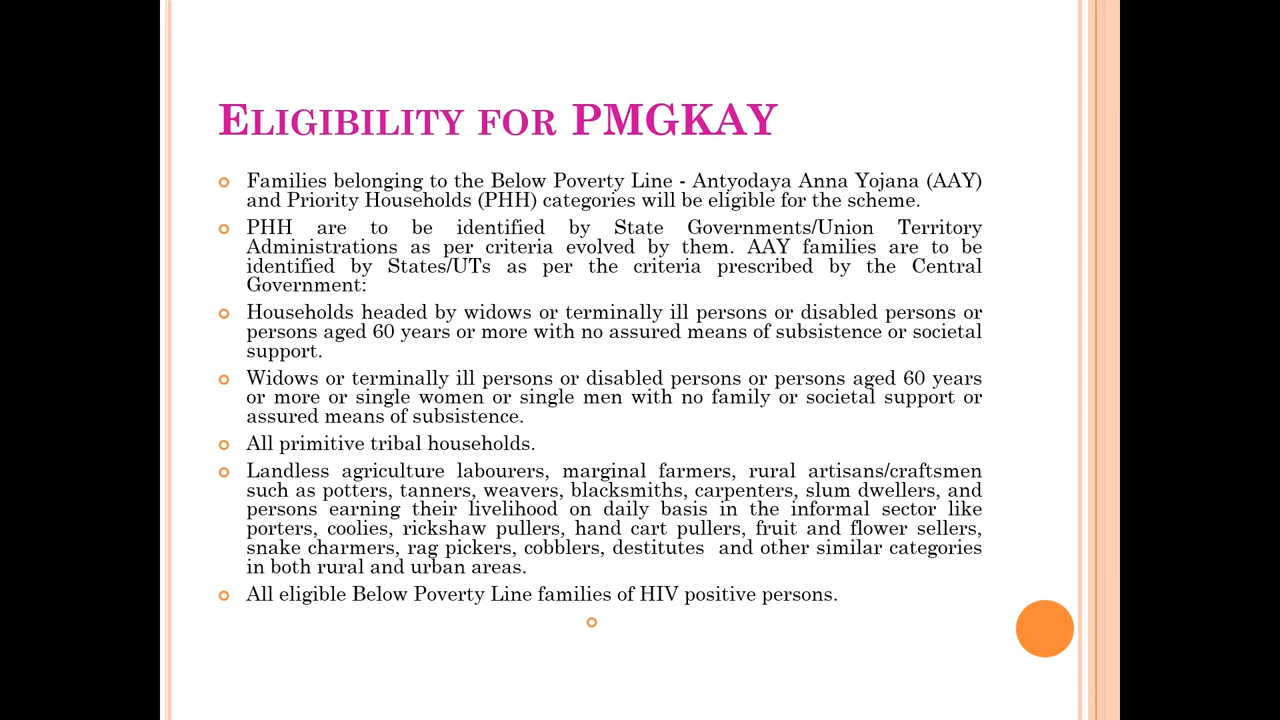 ELIGIBILITY FOR PMGKAY
Families belonging to the Below Poverty Line - Antyodaya Anna Yojana (AAY)
and Priority Households (PHH) categories will be eligible for the scheme.
PHH are to be identified by State Governments/Union Territory
Administrations as per criteria evolved by them. AAY families are to be
identified by States/UTs as per the criteria prescribed by the Central
Government:
Households headed by widows or terminally ill persons or disabled persons or
persons aged 60 years or more with no assured means of subsistence or societal
support.
Widows or terminally ill persons or disabled persons or persons aged 60 years
or more or single women or single men with no family or societal support or
assured means of subsistence.
All primitive tribal households.
Landless agriculture labourers, marginal farmers, rural artisans/craftsmen
such as potters, tanners, weavers, blacksmiths, carpenters, slum dwellers, and
persons earning their livelihood on daily basis in the informal sector like
porters, coolies, rickshaw pullers, hand cart pullers, fruit and flower sellers,
snake charmers, rag pickers, cobblers, destitutes and other similar categories
in both rural and urban areas.
All eligible Below Poverty Line families of HIV positive persons.